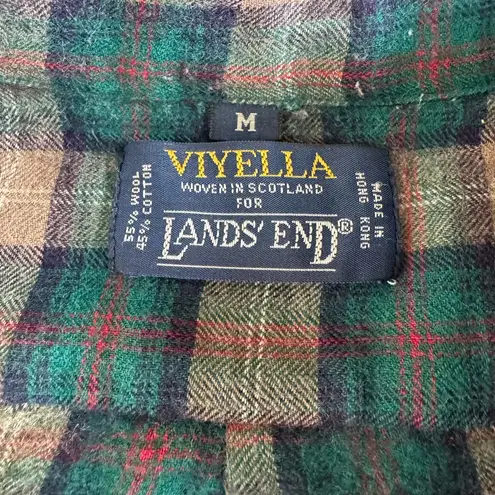 M
VIYELLA
WOVEN IN SCOTLAND
FOR
LANDS' END®
55% WOOL
45% COTTON
MADE IN
HONG KONG